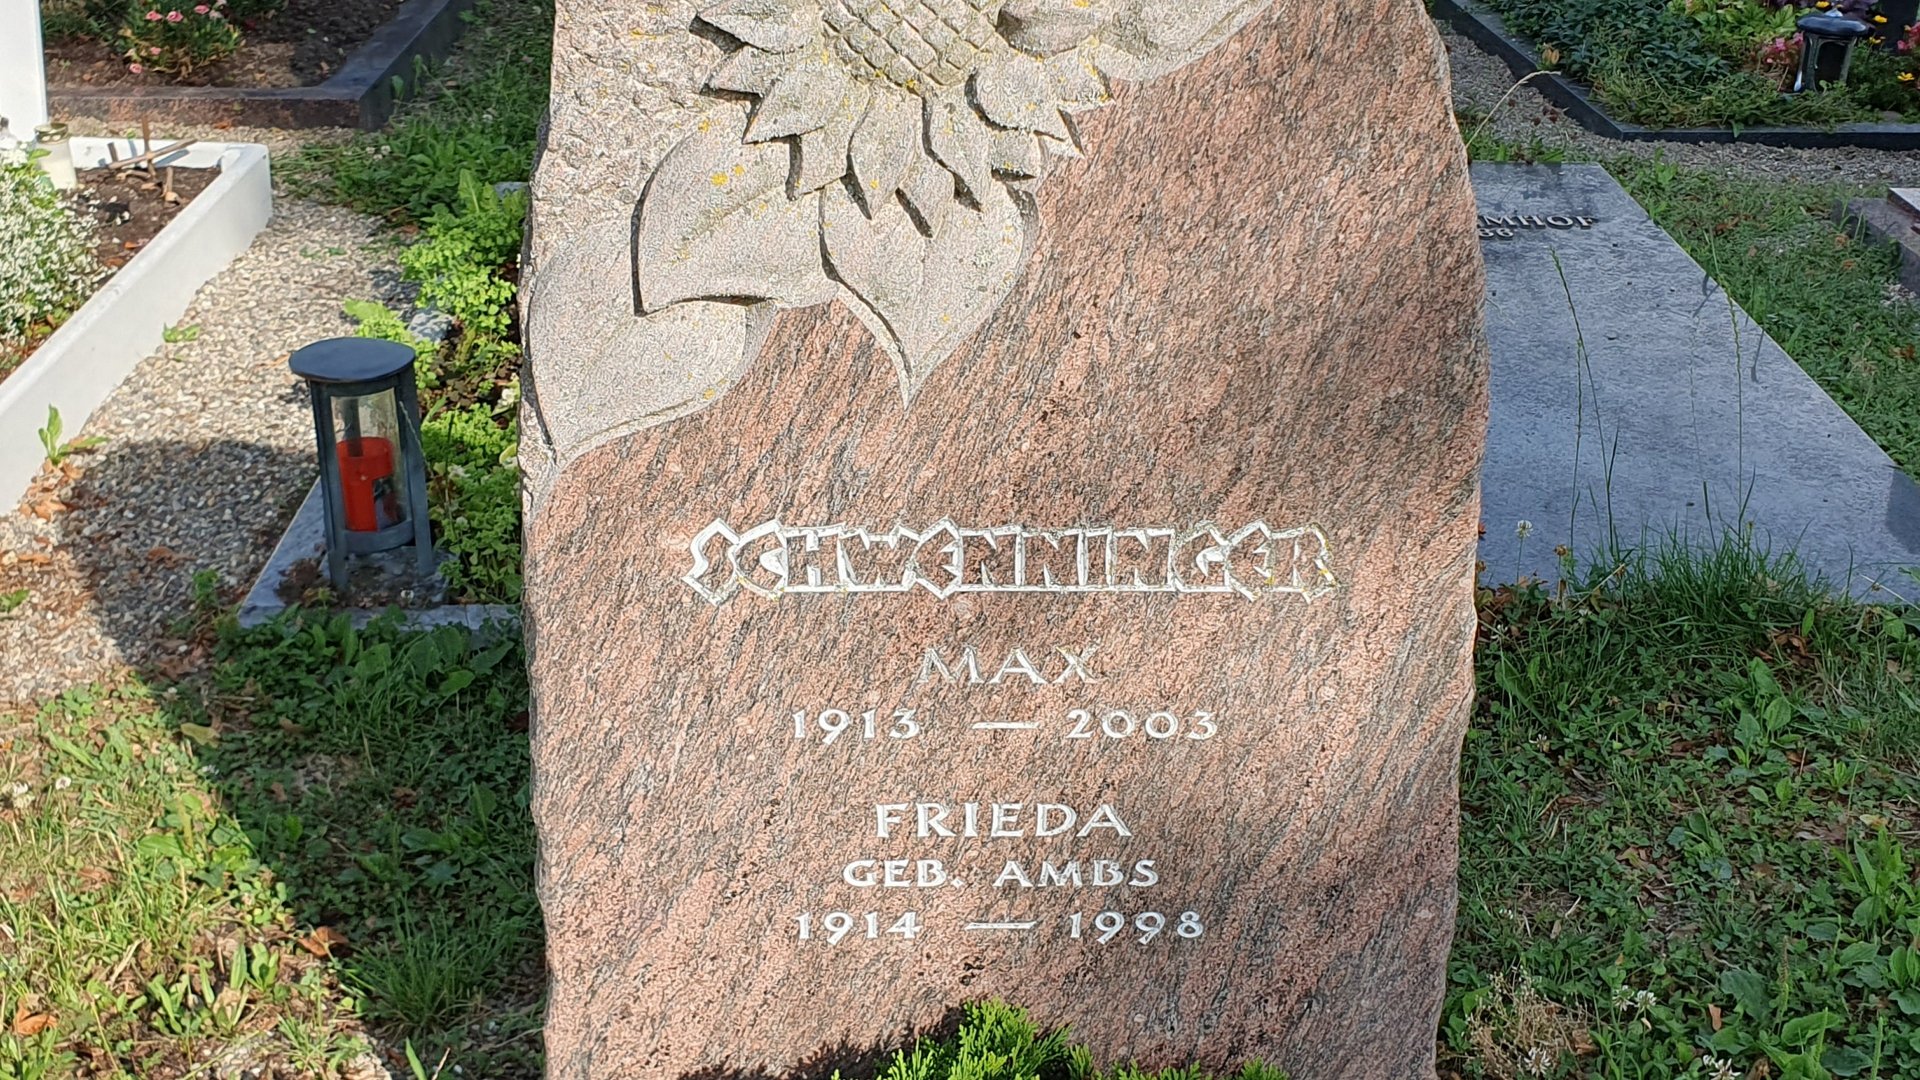 SCHWENNINGER
MAX
1913 — 2003
FRIEDA
GEB. AMBS
1914 — 1998